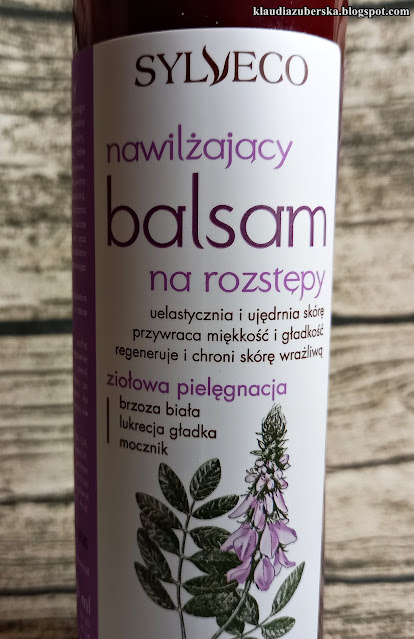 klaudiazuberska.blogspot.com
SYLVECO
nawilżający
balsam
na rozstępy
uelastycznia i ujędrnia skórę
przywraca miękkość i gładkość
regeneruje i chroni skórę wrażliwą
ziołowa pielęgnacja
brzoza biała
lukrecja gładka
mocznik
ml